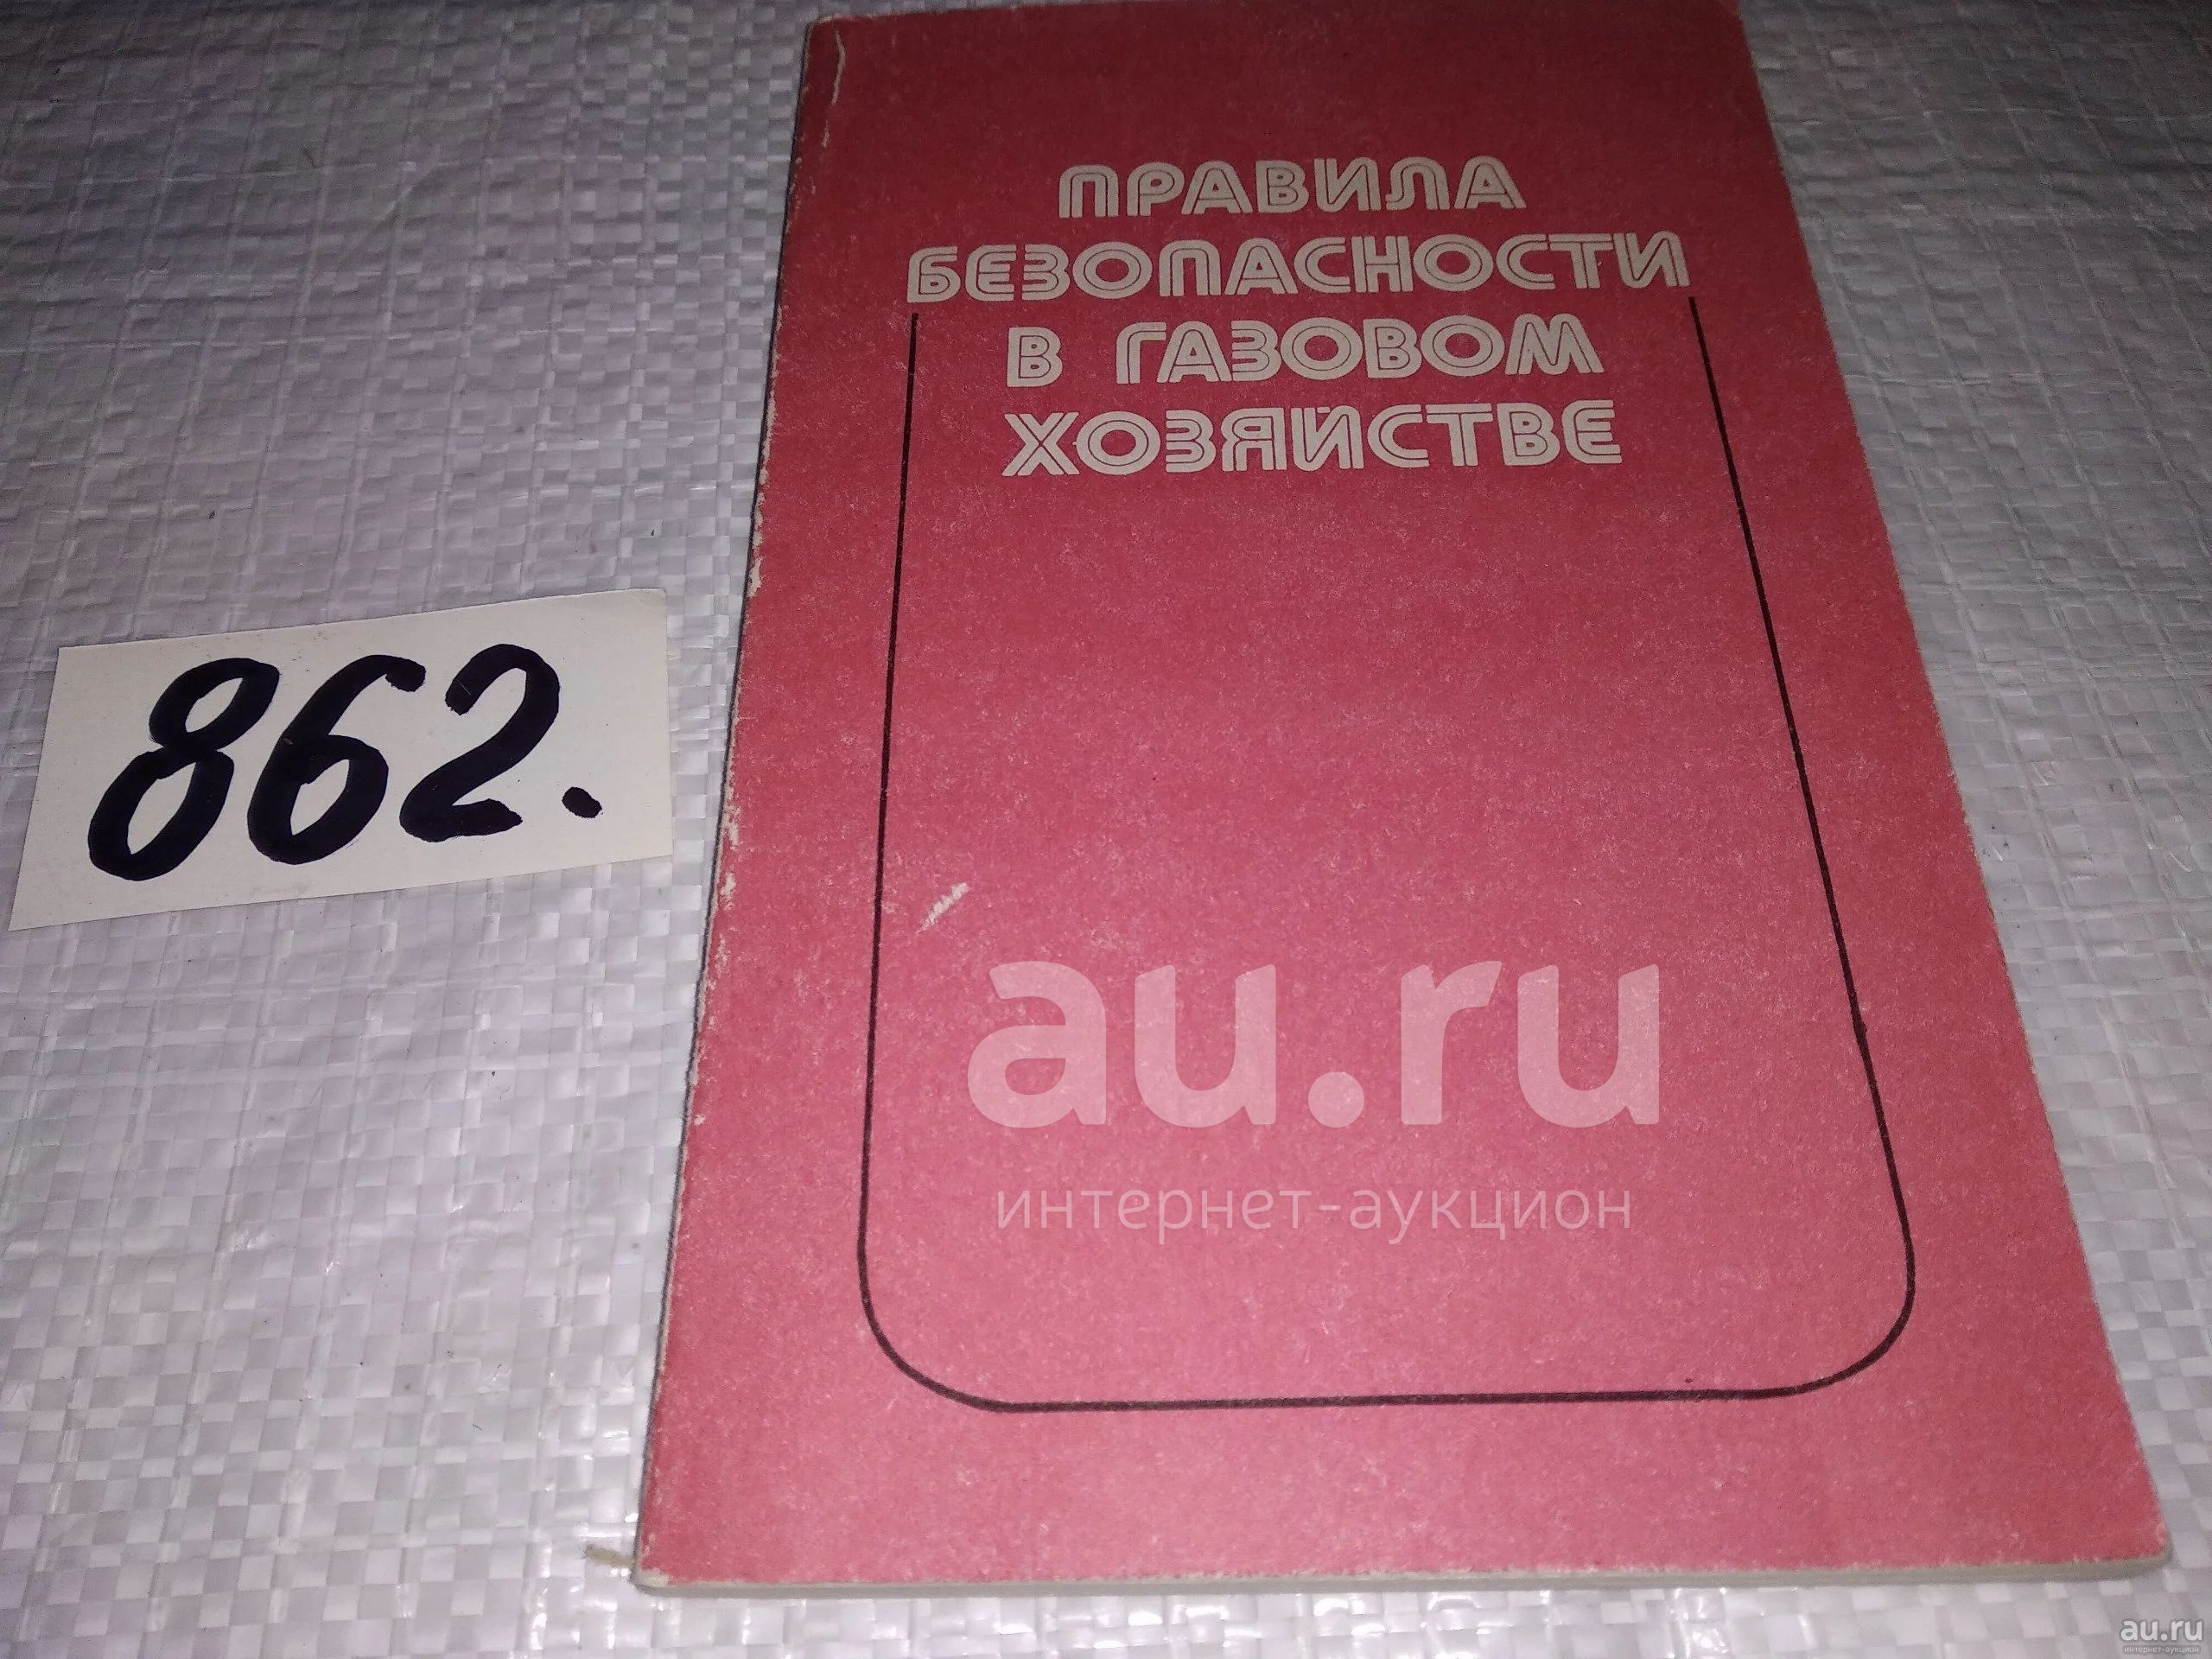 ПРАВИЛА
БЕЗОПАСНОСТИ
В ГАЗОВОМ
ХОЗЯЙСТВЕ
862.
au.ru
интернет-аукцион
au.ru
интернет-аукцион